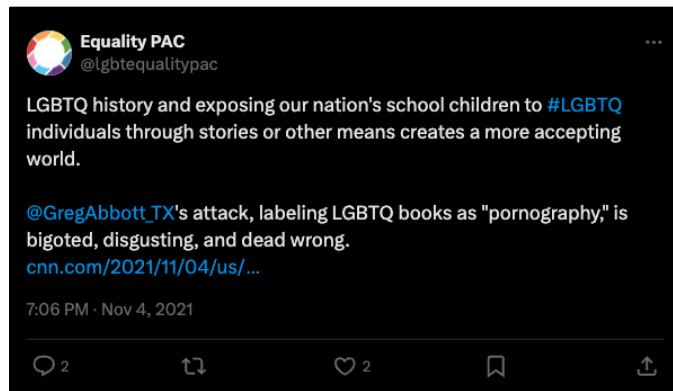 Equality PAC
@lgbtequalitypac
LGBTQ history and exposing our nation's school children to #LGBTQ
individuals through stories or other means creates a more accepting
world.
@GregAbbott_TX's attack, labeling LGBTQ books as "pornography," is
bigoted, disgusting, and dead wrong.
cnn.com/2021/11/04/us/...
7:06 PM · Nov 4, 2021
2
2